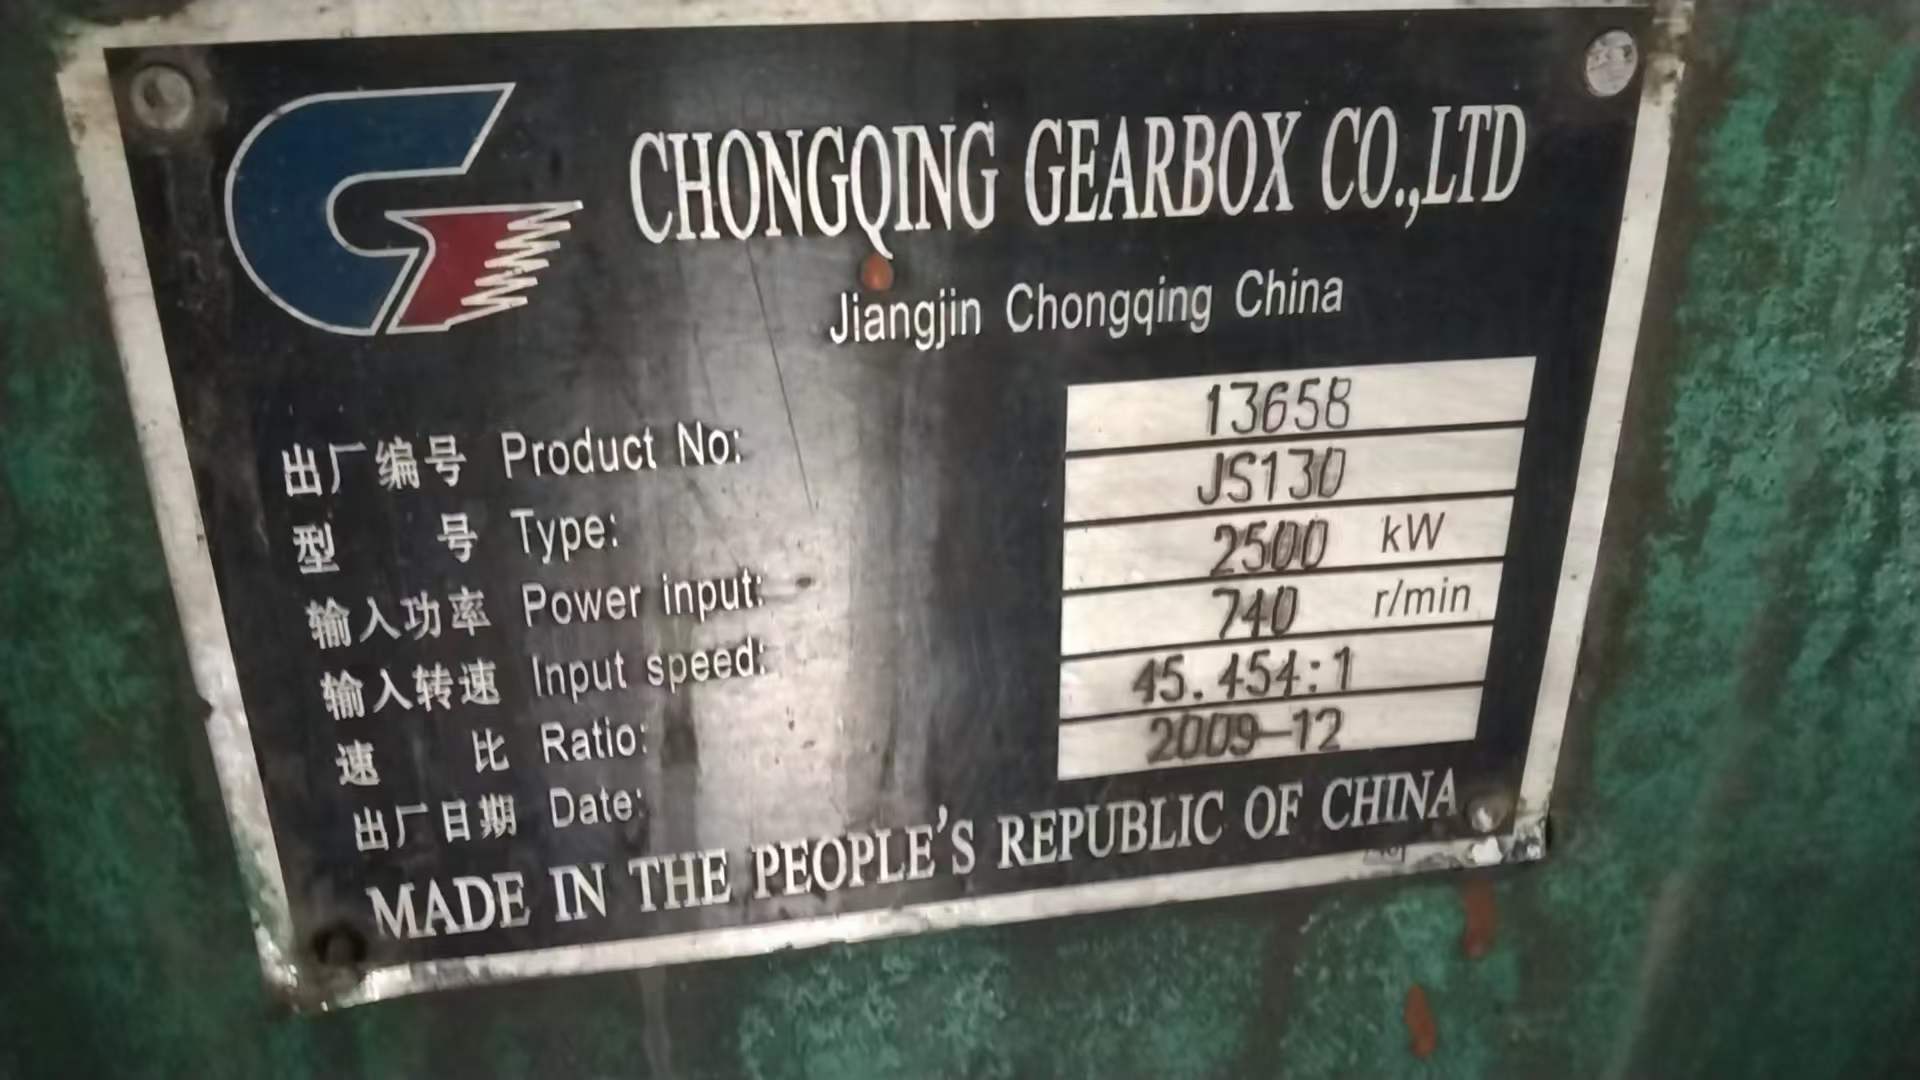 CHONGQING GEARBOX CO.,LTD
Jiangjin Chongqing China
出厂编号 Product No: 13658
型号 Type: JS130
输入功率 Power input: 2500 kW
输入转速 Input speed: 740 r/min
速比 Ratio: 45.454:1
出厂日期 Date: 2009-12
MADE IN THE PEOPLE'S REPUBLIC OF CHINA